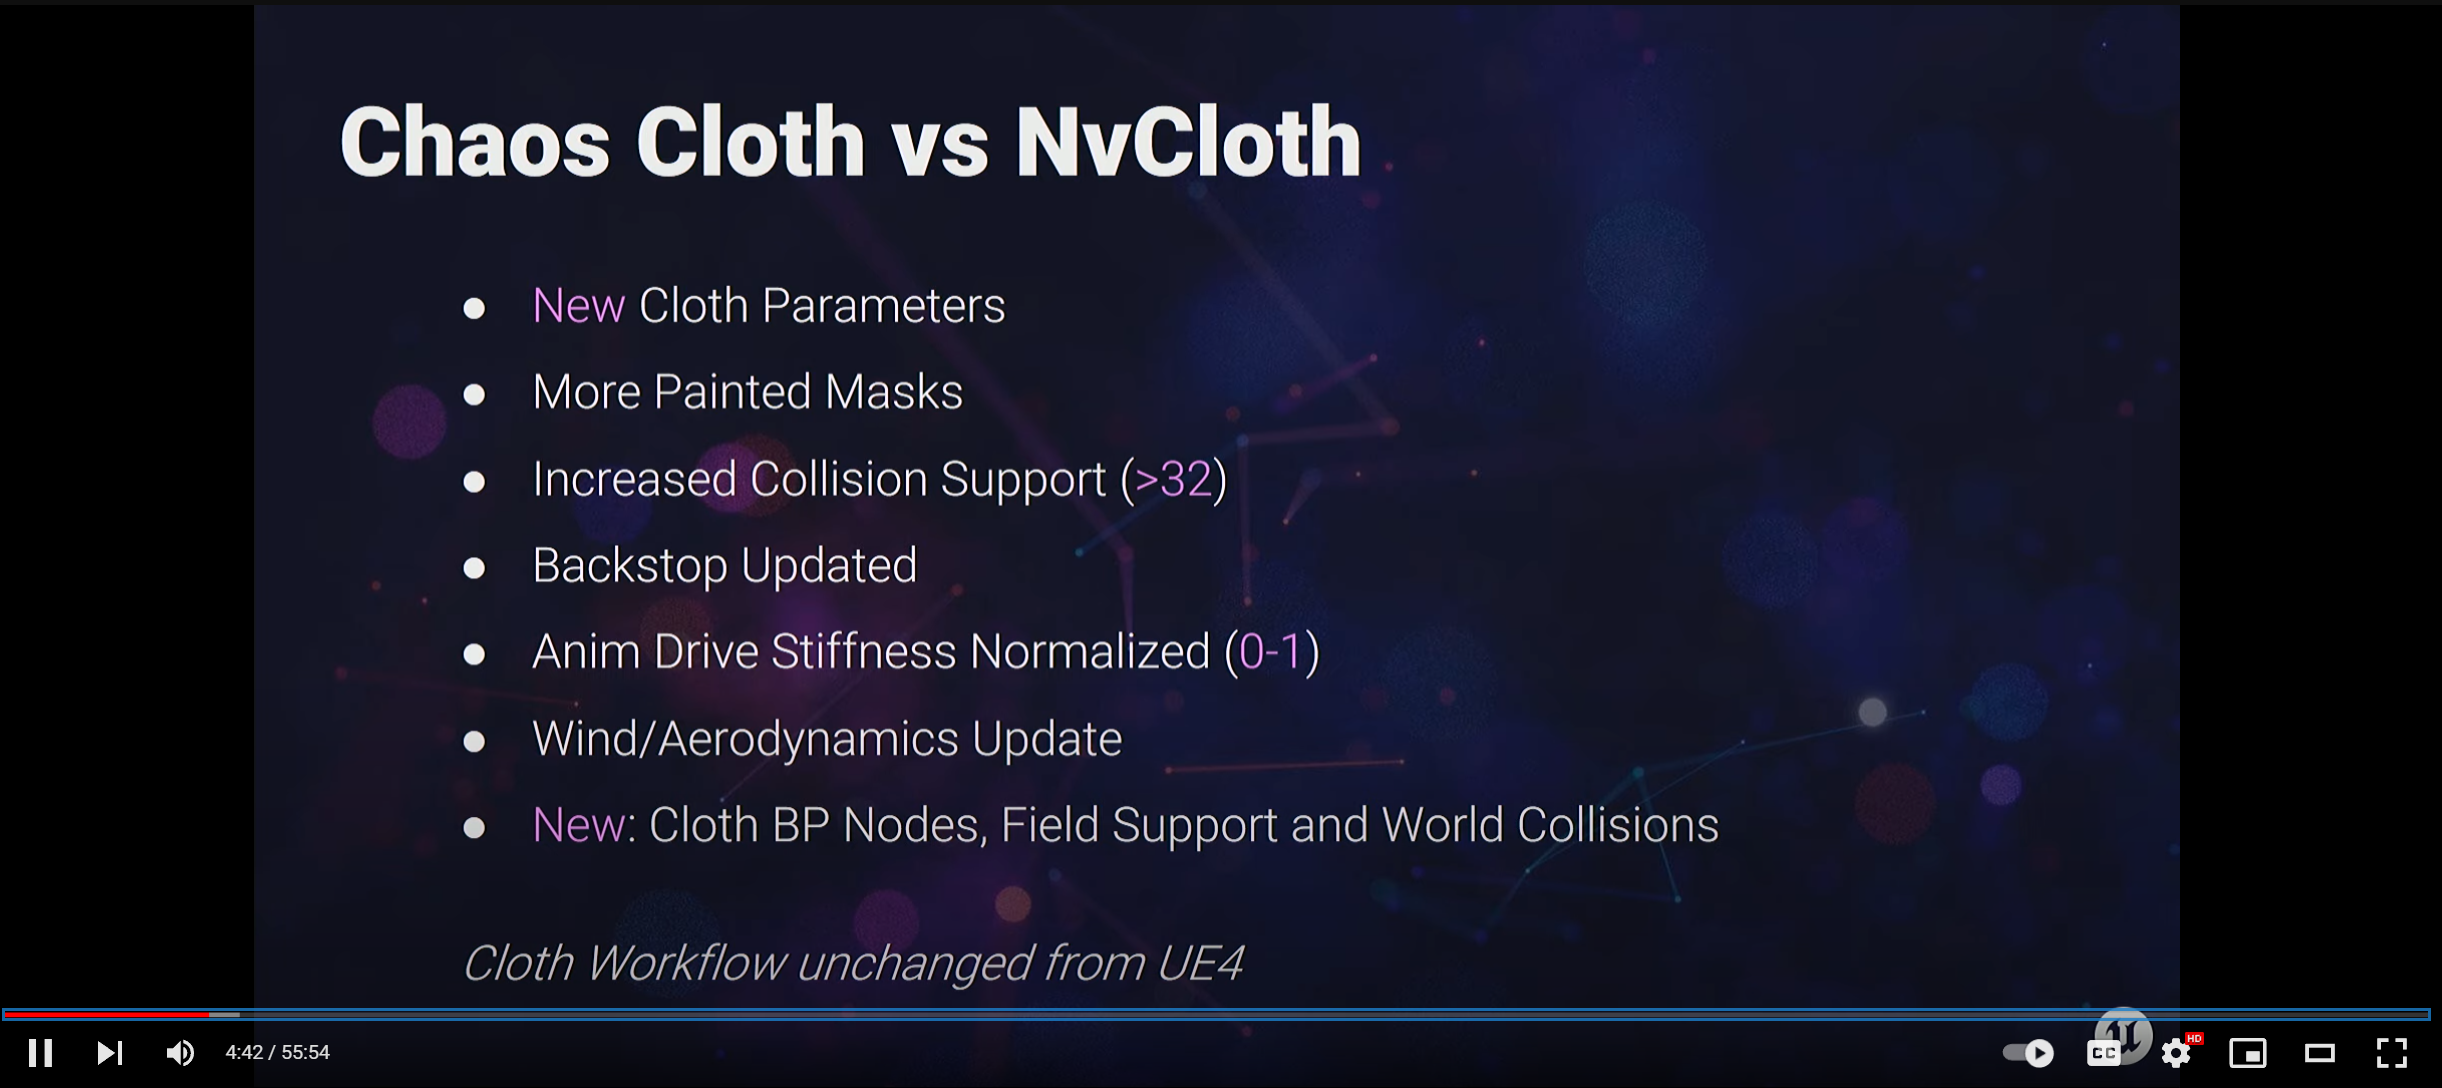 Chaos Cloth vs NvCloth
● New Cloth Parameters
● More Painted Masks
● Increased Collision Support (>32)
● Backstop Updated
● Anim Drive Stiffness Normalized (0-1)
● Wind/Aerodynamics Update
● New: Cloth BP Nodes, Field Support and World Collisions
Cloth Workflow unchanged from UE4
4:42 / 55:54
CC
HD